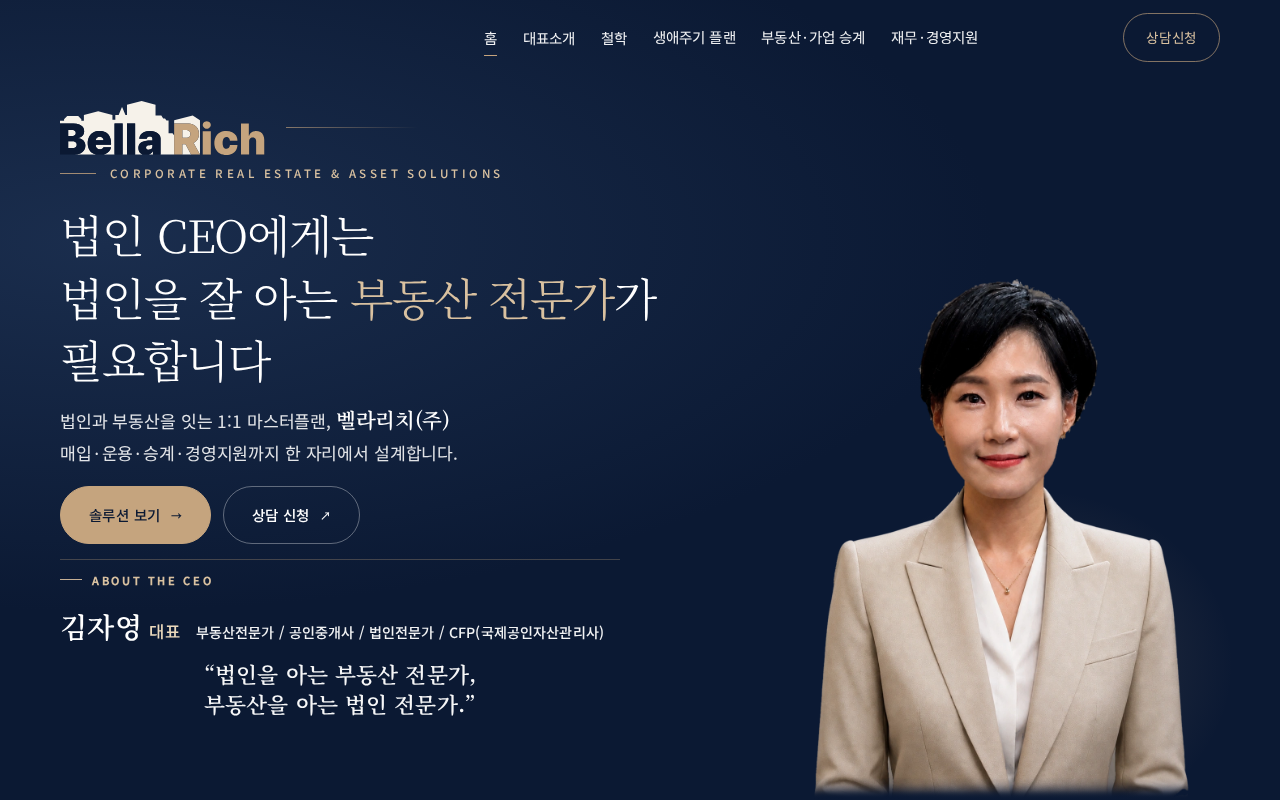 홈 대표소개 철학 생애주기 플랜 부동산·가업 승계 재무·경영지원 상담신청
Bella Rich
CORPORATE REAL ESTATE & ASSET SOLUTIONS
법인 CEO에게는
법인을 잘 아는 부동산 전문가가
필요합니다
법인과 부동산을 잇는 1:1 마스터플랜, 벨라리치(주)
매입·운용·승계·경영지원까지 한 자리에서 설계합니다.
솔루션 보기 → 상담 신청 ↗
ABOUT THE CEO
김자영 대표 부동산전문가 / 공인중개사 / 법인전문가 / CFP(국제공인자산관리사)
“법인을 아는 부동산 전문가,
부동산을 아는 법인 전문가.”